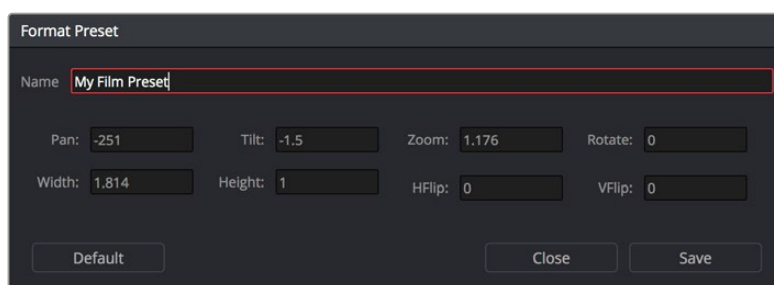 Format Preset
Name My Film Preset
Pan: -251 Tilt: -1.5 Zoom: 1.176 Rotate: 0
Width: 1.814 Height: 1 HFlip: 0 VFlip: 0
Default Close Save